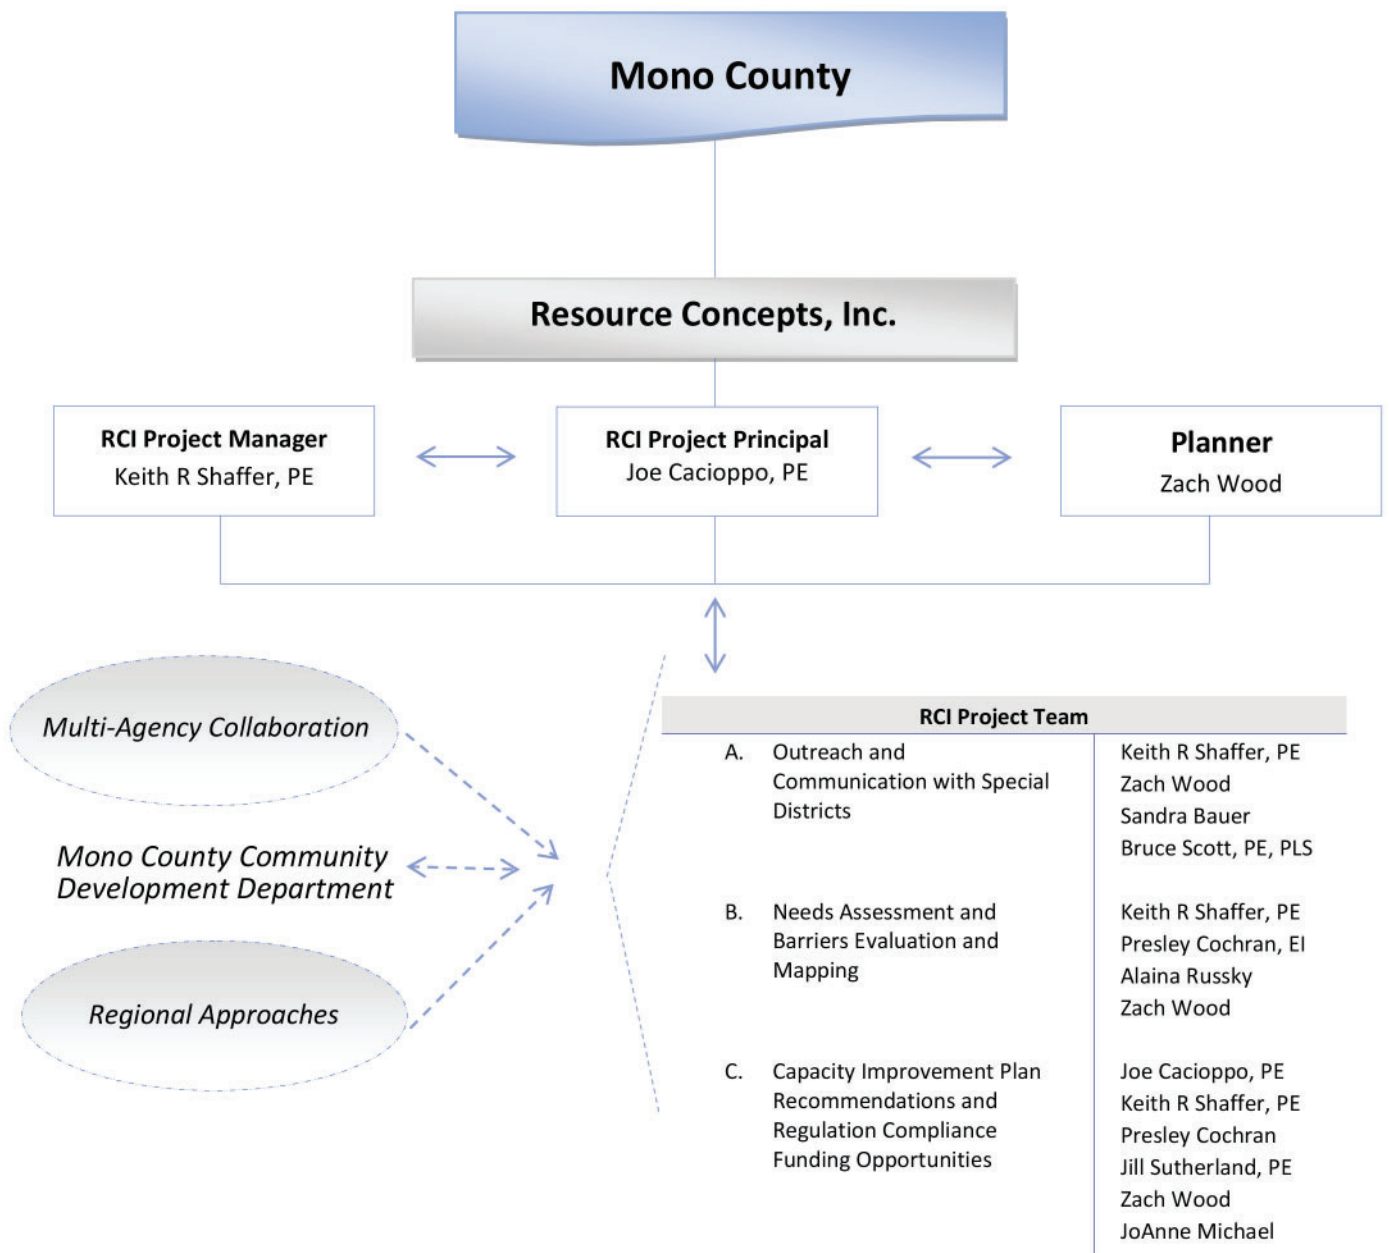 Mono County
Resource Concepts, Inc.
RCI Project Manager
Keith R Shaffer, PE
RCI Project Principal
Joe Cacioppo, PE
Planner
Zach Wood
Multi-Agency Collaboration
Mono County Community
Development Department
Regional Approaches
RCI Project Team
A. Outreach and
Communication with Special
Districts
Keith R Shaffer, PE
Zach Wood
Sandra Bauer
Bruce Scott, PE, PLS
B. Needs Assessment and
Barriers Evaluation and
Mapping
Keith R Shaffer, PE
Presley Cochran, EI
Alaina Russky
Zach Wood
C. Capacity Improvement Plan
Recommendations and
Regulation Compliance
Funding Opportunities
Joe Cacioppo, PE
Keith R Shaffer, PE
Presley Cochran
Jill Sutherland, PE
Zach Wood
JoAnne Michael